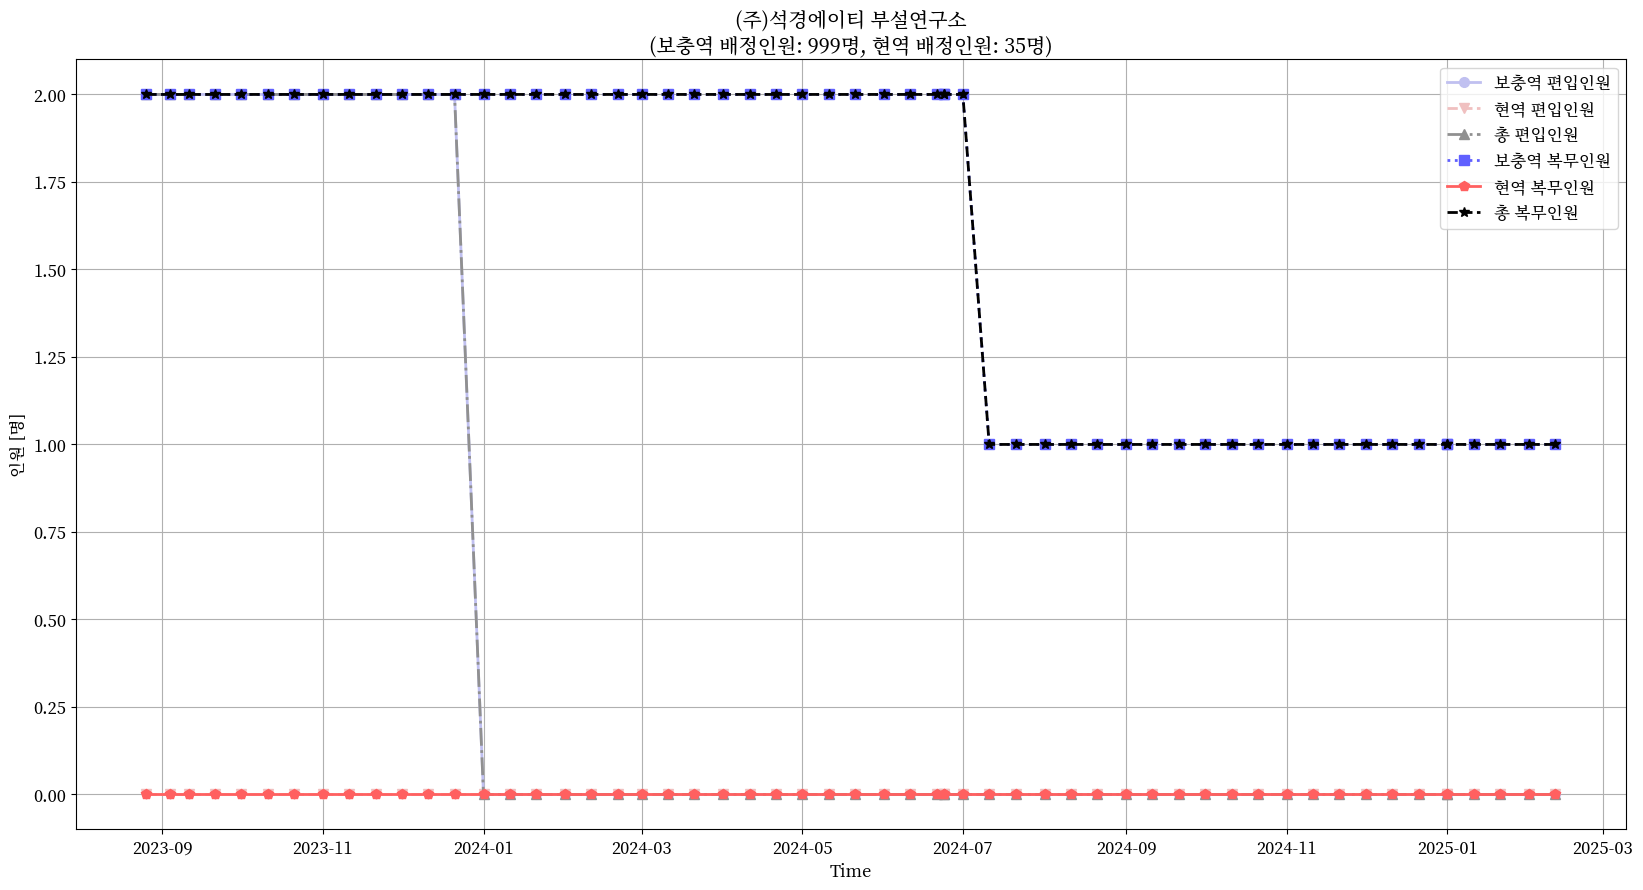 (주)석경에이티 부설연구소
(보충역 배정인원: 999명, 현역 배정인원: 35명)
보충역 편입인원
현역 편입인원
총 편입인원
보충역 복무인원
현역 복무인원
총 복무인원
인원 [명]
2.00
1.75
1.50
1.25
1.00
0.75
0.50
0.25
0.00
2023-09
2023-11
2024-01
2024-03
2024-05
2024-07
2024-09
2024-11
2025-01
2025-03
Time